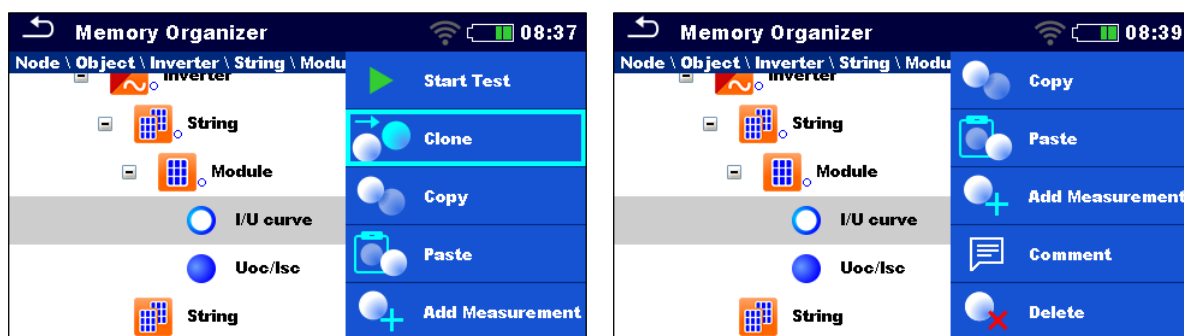 Memory Organizer
08:37
Node \ Object \ Inverter \ String \ Modu
Inverter
String
Module
I/U curve
Uoc/Isc
String
Start Test
Clone
Copy
Paste
Add Measurement
Memory Organizer
08:39
Node \ Object \ Inverter \ String \ Modu
Inverter
String
Module
I/U curve
Uoc/Isc
String
Copy
Paste
Add Measurement
Comment
Delete